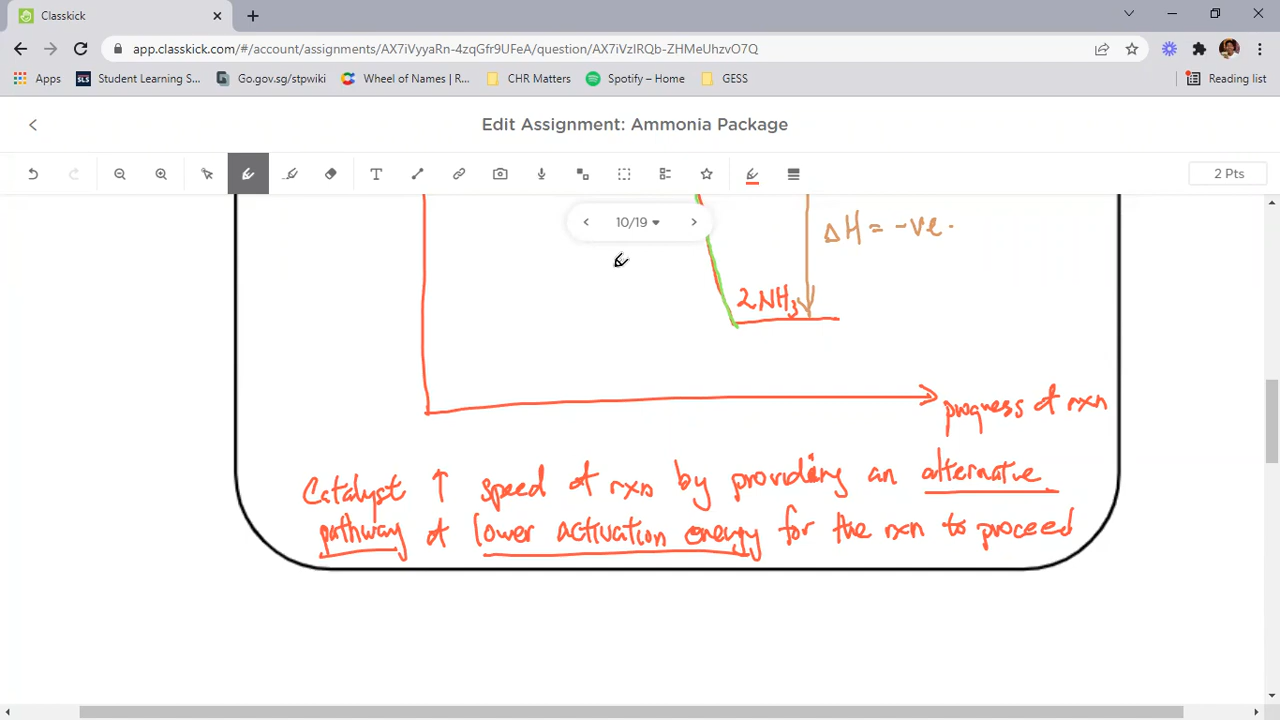 Classkick
app.classkick.com/#/account/assignments/AX7iVyyaRn-4zqGfr9UFeA/question/AX7iVzIRQb-ZHMeUhzvO7Q
Apps
Student Learning S...
Go.gov.sg/stpwiki
Wheel of Names | R...
CHR Matters
Spotify – Home
GESS
Reading list
Edit Assignment: Ammonia Package
T
2 Pts
10/19
ΔH = -ve
2NH₃
progress of rxn
Catalyst ↑ speed of rxn by providing an alternative
pathway of lower activation energy for the rxn to proceed